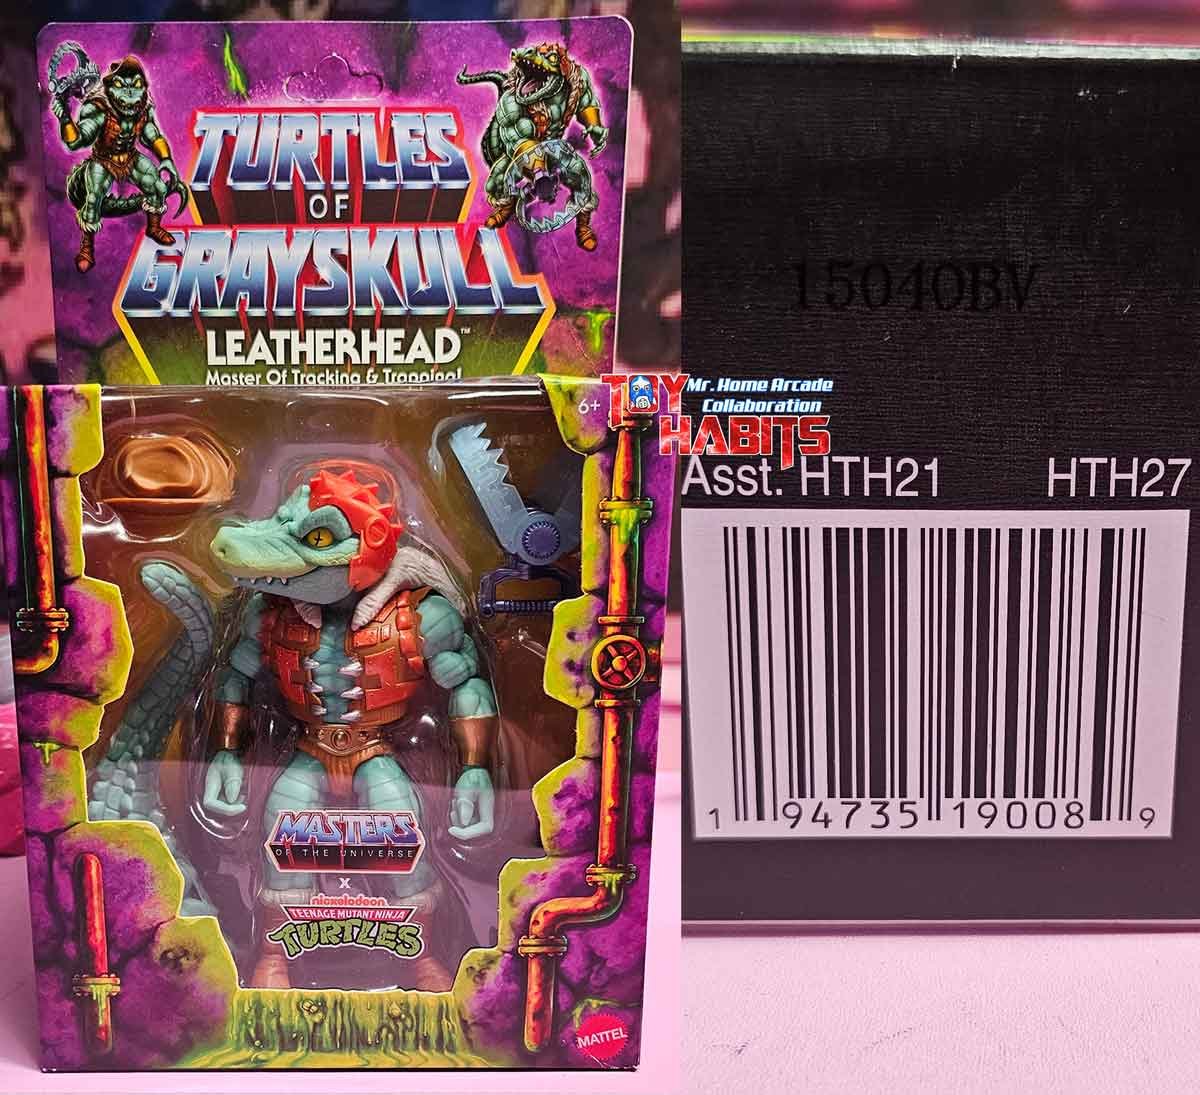 TURTLES
OF
GRAYSKULL
LEATHERHEAD™
Master Of Tracking & Trapping!
6+
MASTERS
OF THE UNIVERSE
X
nickelodeon
TEENAGE MUTANT NINJA
TURTLES
MATTEL
TOY HABITS
Mr. Home Arcade
Collaboration
15040BV
Asst. HTH21 HTH27
1 94735 19008 9